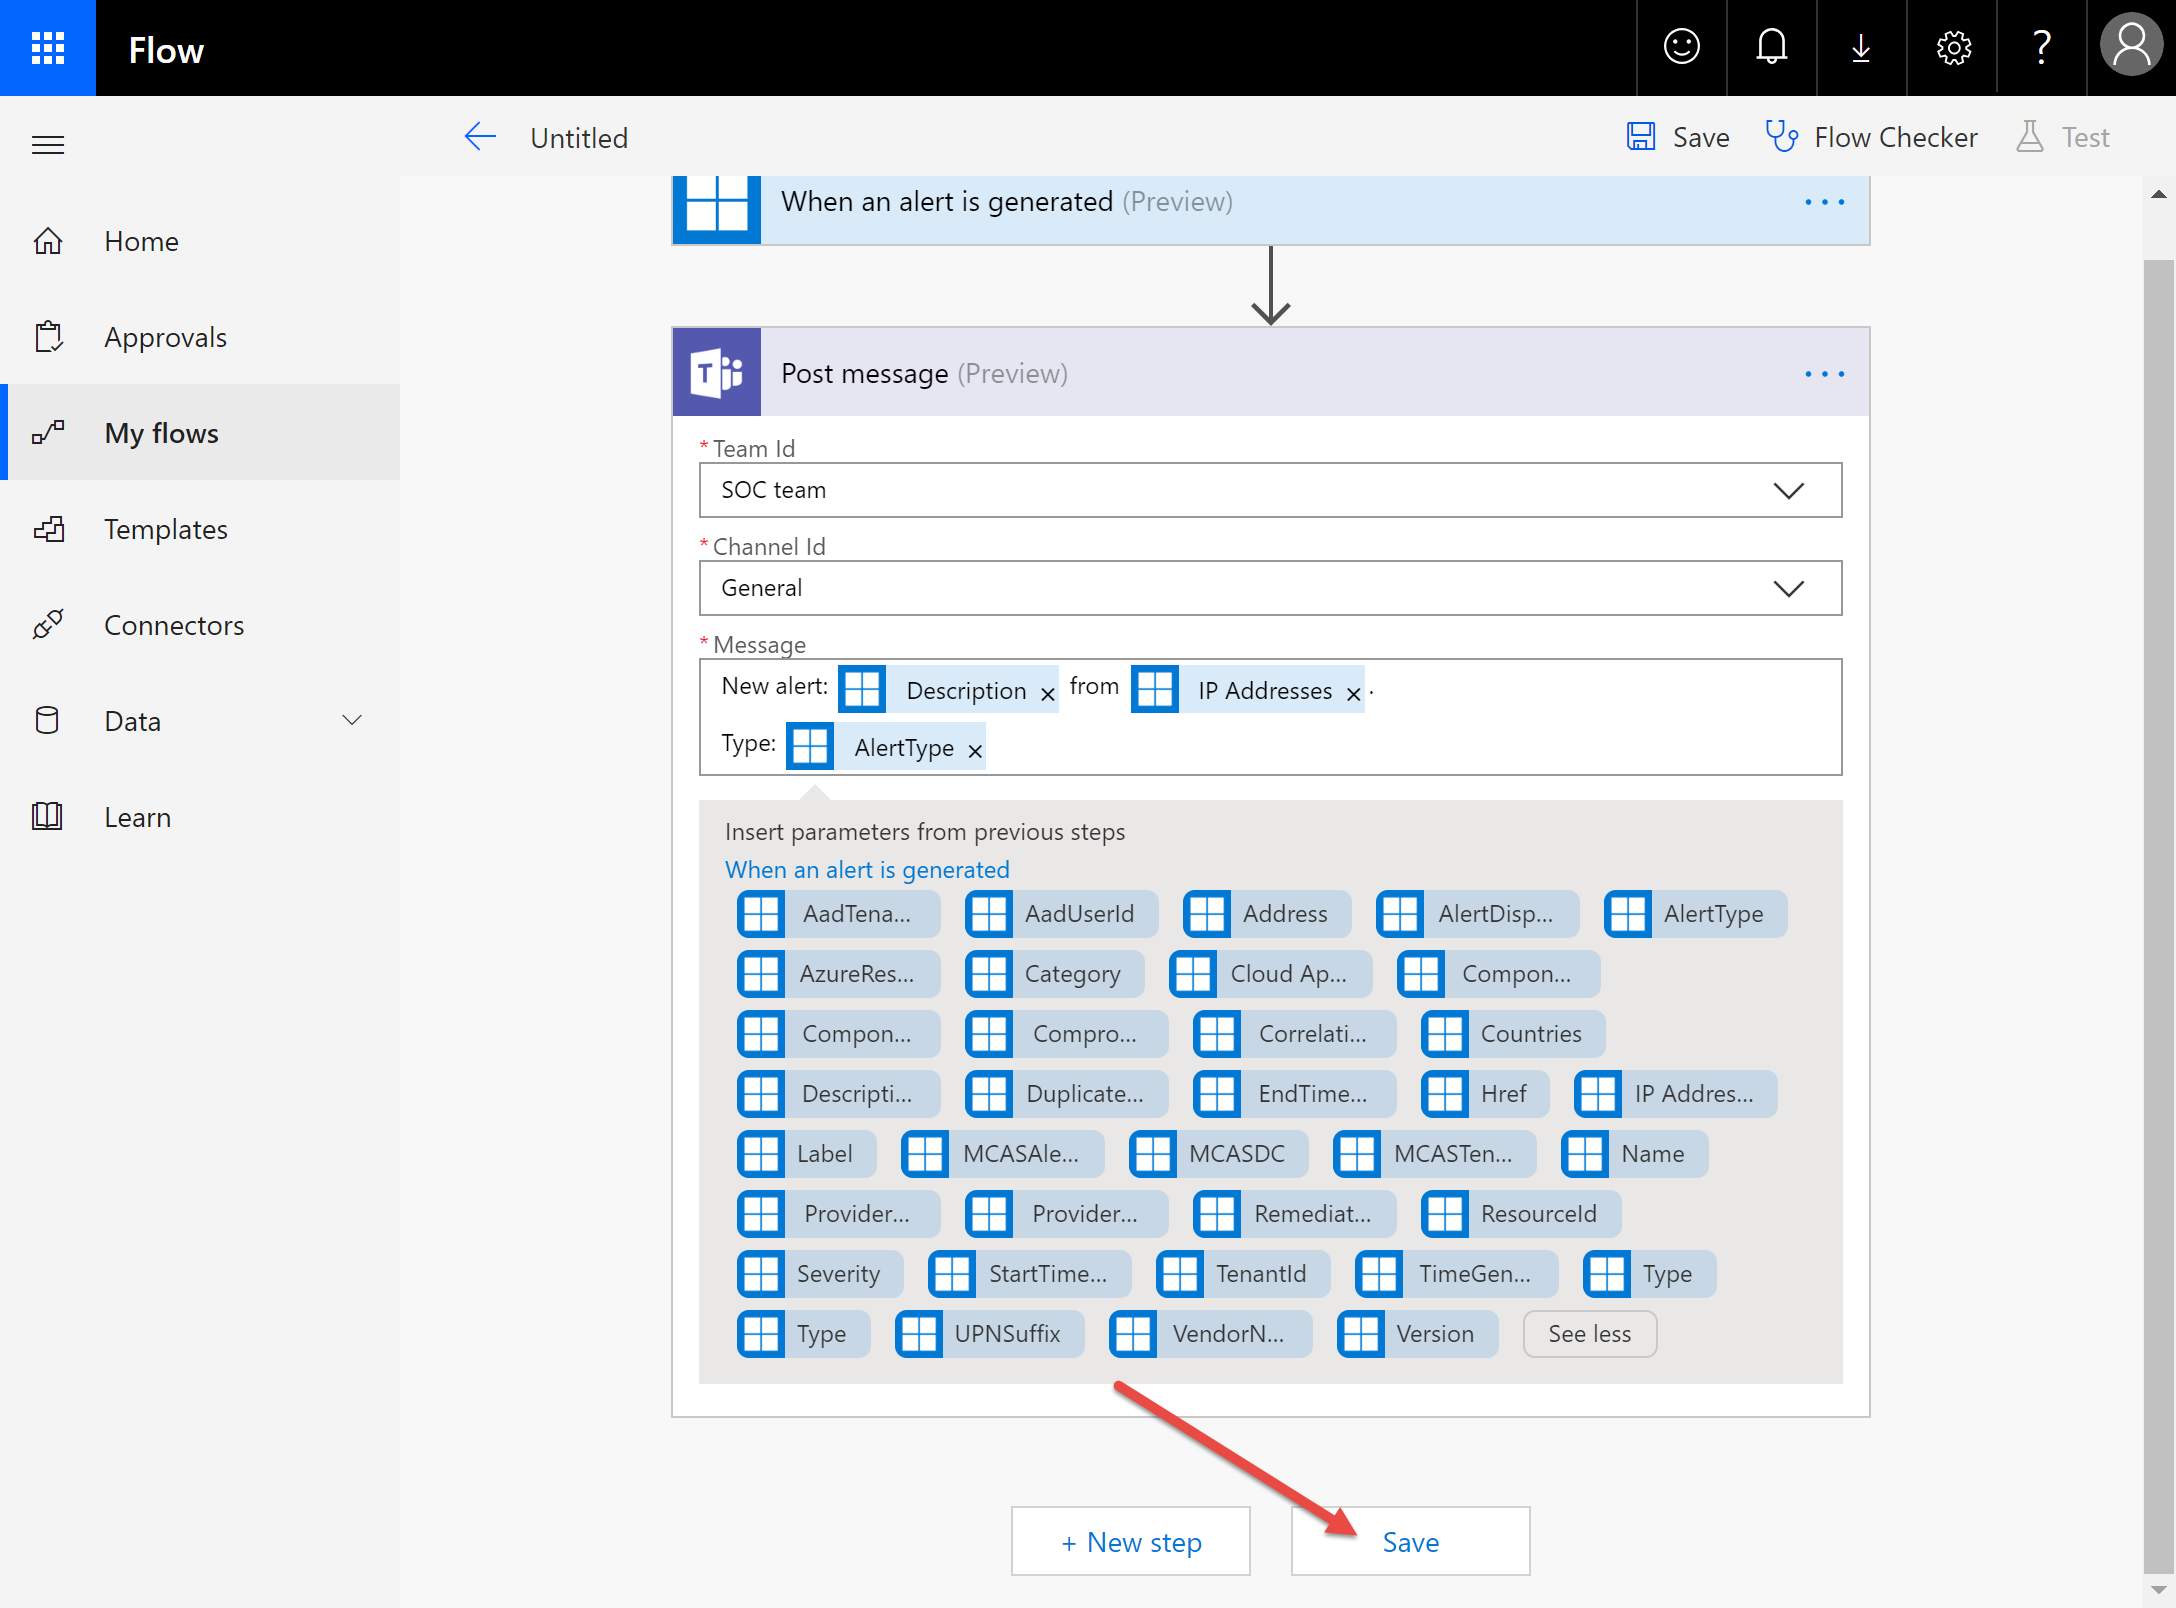 Flow
?
Untitled
Save
Flow Checker
Test
Home
Approvals
My flows
Templates
Connectors
Data
Learn
When an alert is generated (Preview)
...
T
Post message (Preview)
...
* Team Id
SOC team
* Channel Id
General
* Message
New alert: Description × from IP Addresses × .
Type: AlertType ×
Insert parameters from previous steps
When an alert is generated
AadTena... AadUserId Address AlertDisp... AlertType
AzureRes... Category Cloud Ap... Compon...
Compon... Compro... Correlati... Countries
Descripti... Duplicate... EndTime... Href IP Addres...
Label MCASAle... MCASDC MCASTen... Name
Provider... Provider... Remediat... ResourceId
Severity StartTime... TenantId TimeGen... Type
Type UPNSuffix VendorN... Version See less
+ New step
Save